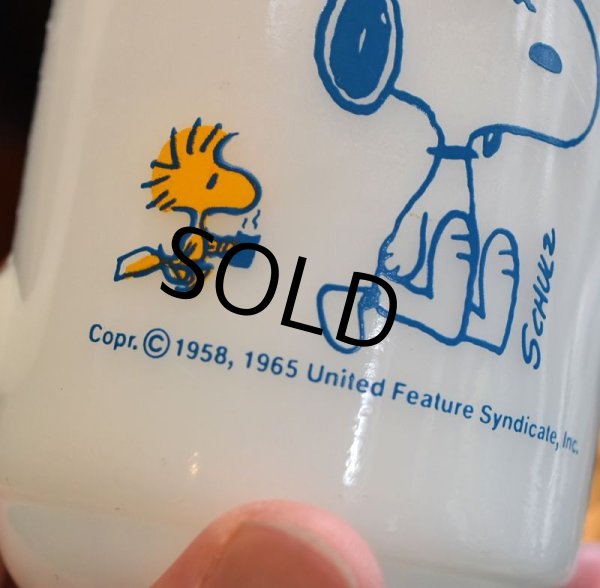 SCHULZ
SOLD
Copr. © 1958, 1965 United Feature Syndicate, Inc.